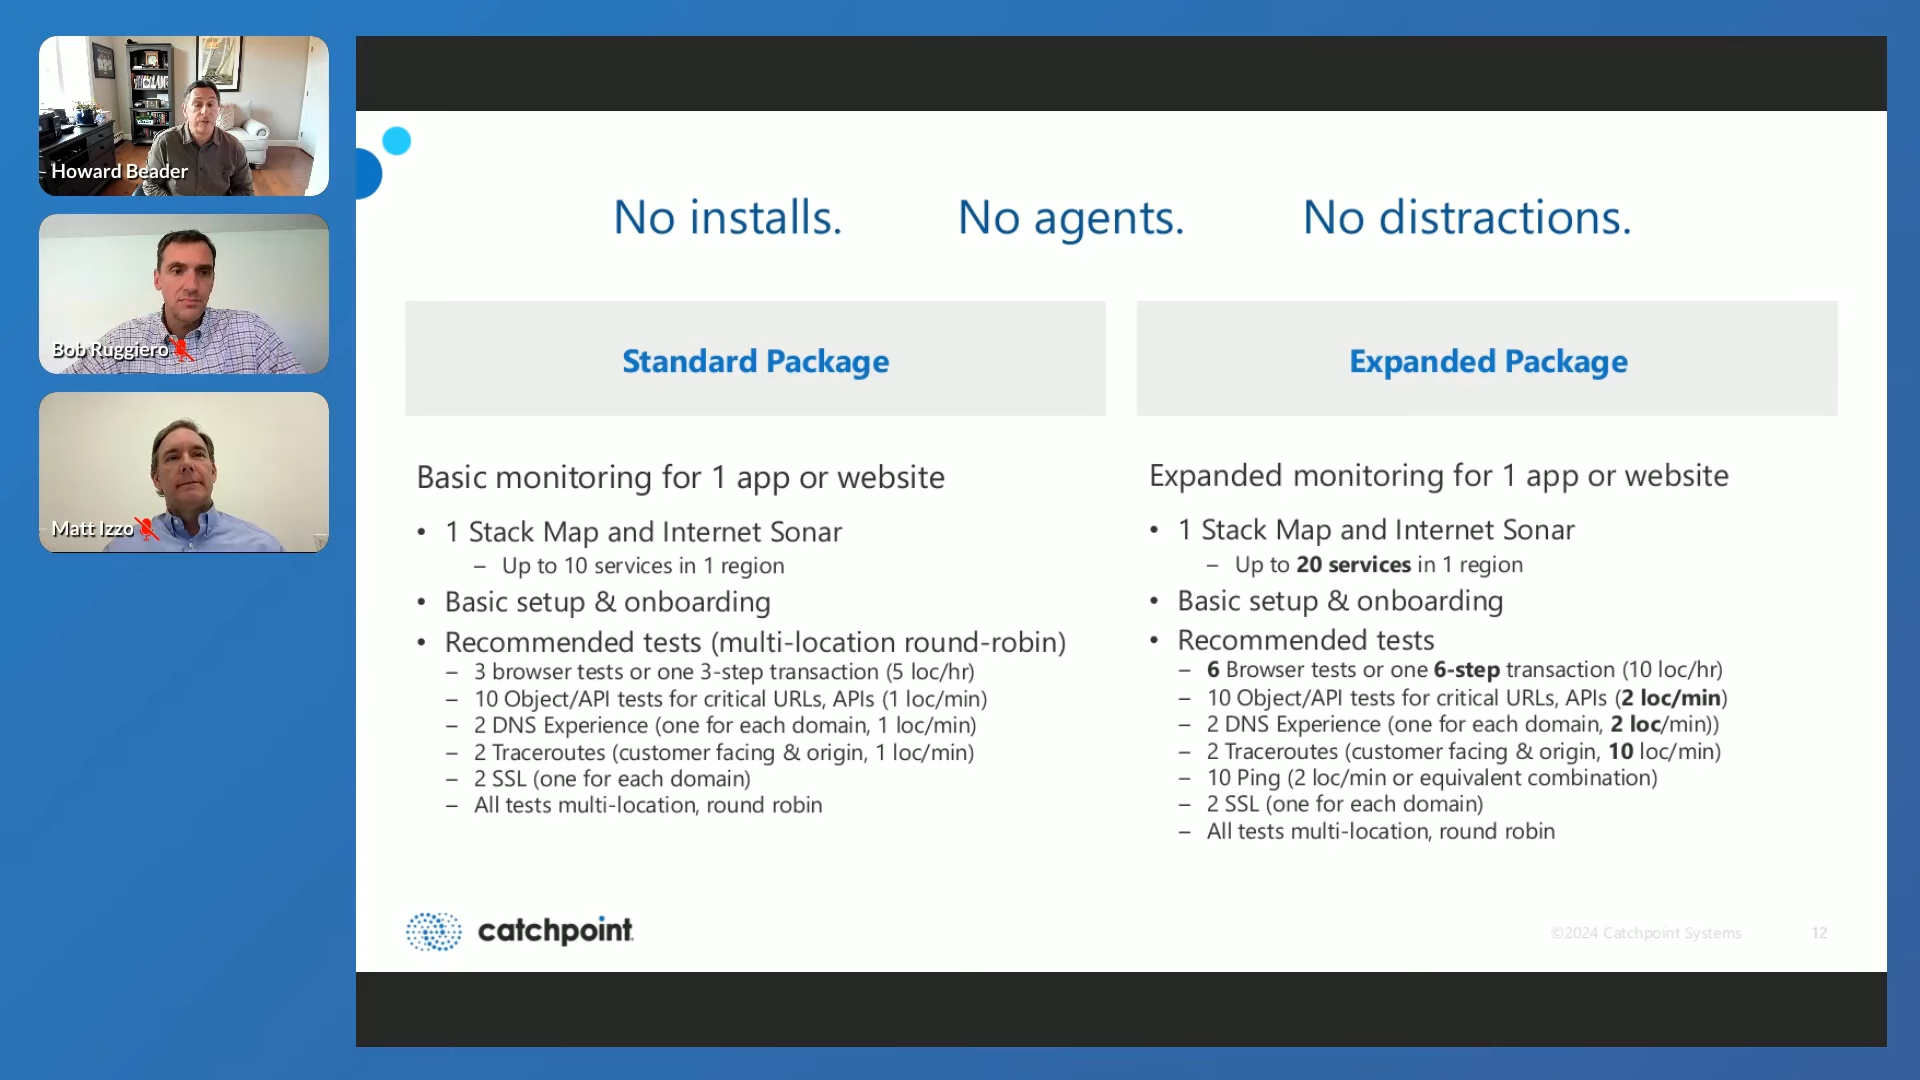 Howard Beader
Bob Ruggiero
Matt Izzo
No installs. No agents. No distractions.
Standard Package
Basic monitoring for 1 app or website
• 1 Stack Map and Internet Sonar
– Up to 10 services in 1 region
• Basic setup & onboarding
• Recommended tests (multi-location round-robin)
– 3 browser tests or one 3-step transaction (5 loc/hr)
– 10 Object/API tests for critical URLs, APIs (1 loc/min)
– 2 DNS Experience (one for each domain, 1 loc/min)
– 2 Traceroutes (customer facing & origin, 1 loc/min)
– 2 SSL (one for each domain)
– All tests multi-location, round robin
Expanded Package
Expanded monitoring for 1 app or website
• 1 Stack Map and Internet Sonar
– Up to 20 services in 1 region
• Basic setup & onboarding
• Recommended tests
– 6 Browser tests or one 6-step transaction (10 loc/hr)
– 10 Object/API tests for critical URLs, APIs (2 loc/min)
– 2 DNS Experience (one for each domain, 2 loc/min))
– 2 Traceroutes (customer facing & origin, 10 loc/min)
– 10 Ping (2 loc/min or equivalent combination)
– 2 SSL (one for each domain)
– All tests multi-location, round robin
catchpoint
©2024 Catchpoint Systems 12